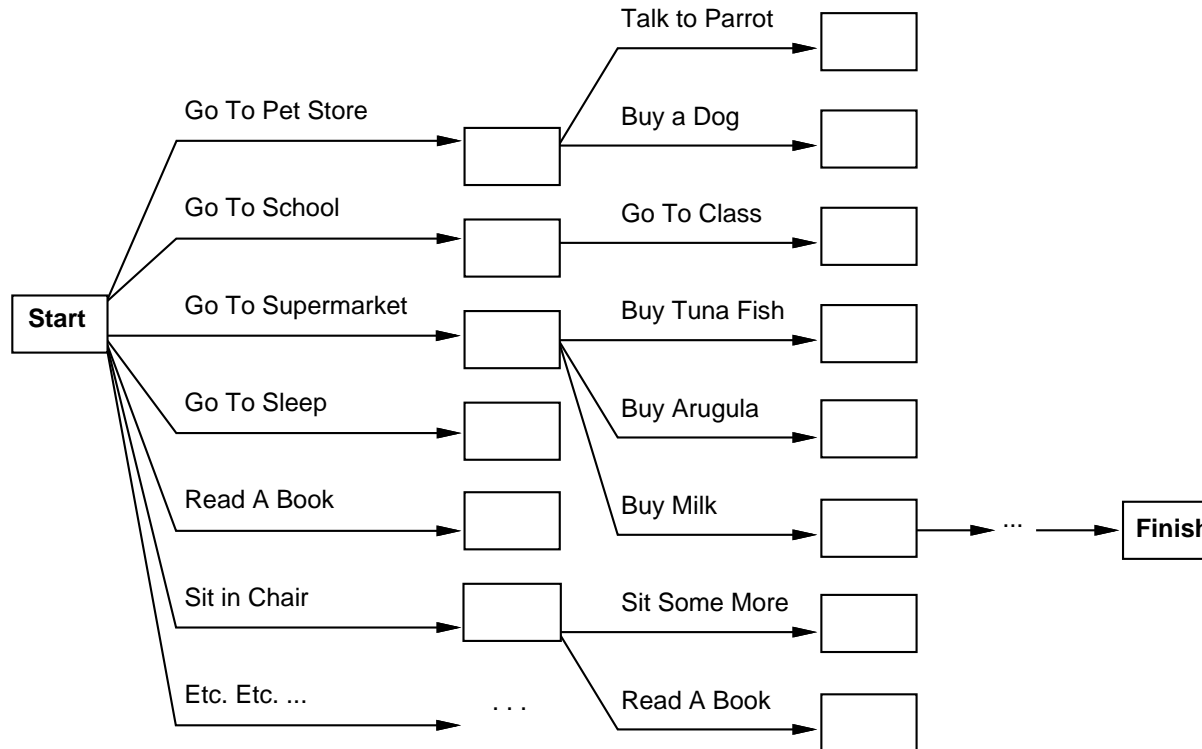 Talk to Parrot
Go To Pet Store
Buy a Dog
Go To School
Go To Class
Start
Go To Supermarket
Buy Tuna Fish
Go To Sleep
Buy Arugula
Read A Book
Buy Milk
...
Finish
Sit in Chair
Sit Some More
Etc. Etc. ...
. . .
Read A Book